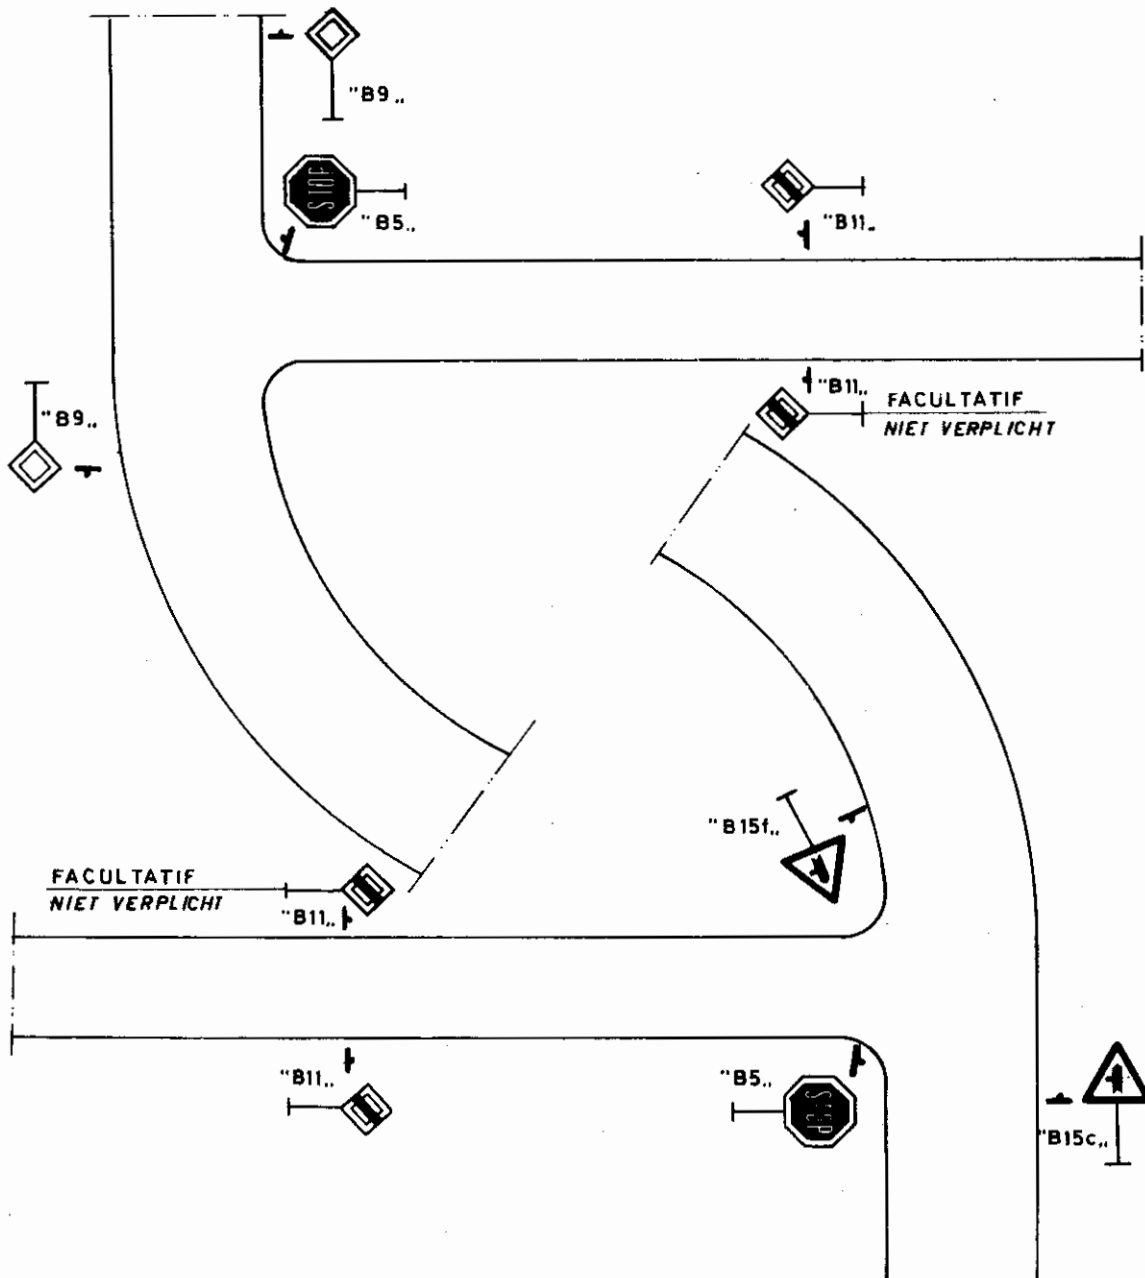 "B9„
STOP
"B5„
"B11„
"B11„
FACULTATIF
NIET VERPLICHT
"B9„
"B15f„
FACULTATIF
NIET VERPLICHT
"B11„
"B11„
"B5„
STOP
"B15c„